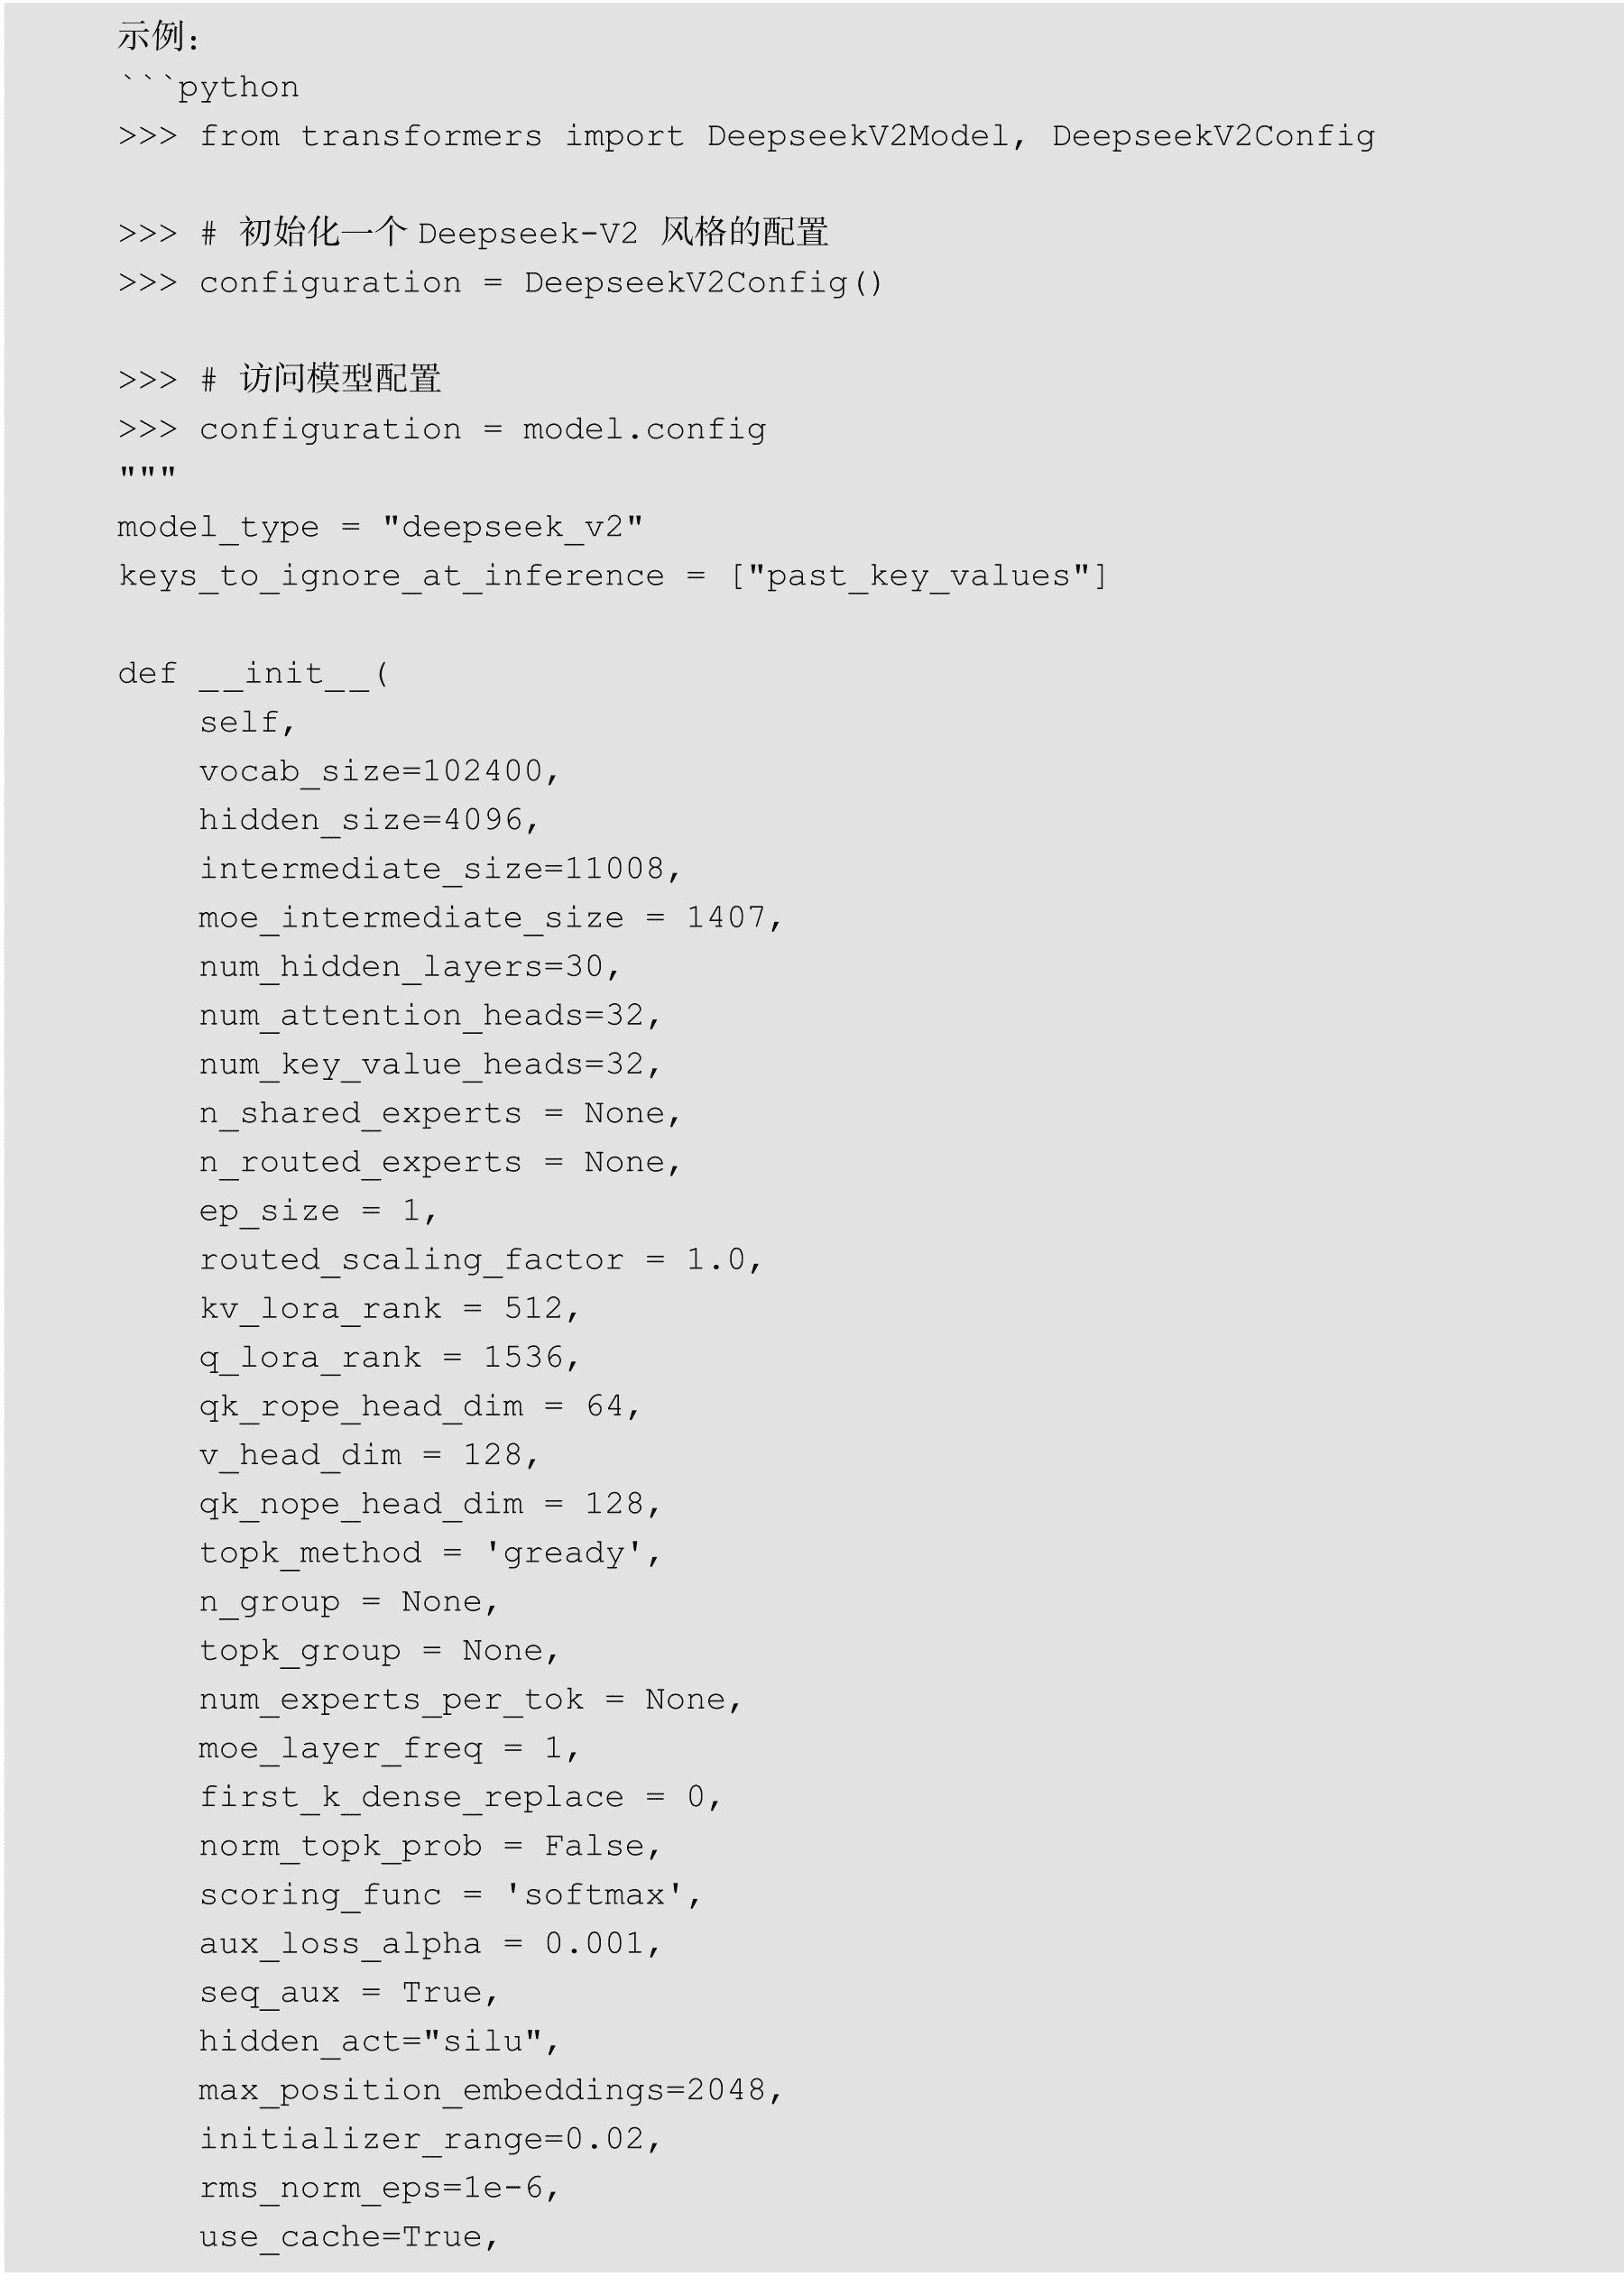 示例：
```python
>>> from transformers import DeepseekV2Model, DeepseekV2Config
>>> # 初始化一个 Deepseek-V2 风格的配置
>>> configuration = DeepseekV2Config()
>>> # 访问模型配置
>>> configuration = model.config
"""
model_type = "deepseek_v2"
keys_to_ignore_at_inference = ["past_key_values"]
def __init__(
    self,
    vocab_size=102400,
    hidden_size=4096,
    intermediate_size=11008,
    moe_intermediate_size = 1407,
    num_hidden_layers=30,
    num_attention_heads=32,
    num_key_value_heads=32,
    n_shared_experts = None,
    n_routed_experts = None,
    ep_size = 1,
    routed_scaling_factor = 1.0,
    kv_lora_rank = 512,
    q_lora_rank = 1536,
    qk_rope_head_dim = 64,
    v_head_dim = 128,
    qk_nope_head_dim = 128,
    topk_method = 'gready',
    n_group = None,
    topk_group = None,
    num_experts_per_tok = None,
    moe_layer_freq = 1,
    first_k_dense_replace = 0,
    norm_topk_prob = False,
    scoring_func = 'softmax',
    aux_loss_alpha = 0.001,
    seq_aux = True,
    hidden_act="silu",
    max_position_embeddings=2048,
    initializer_range=0.02,
    rms_norm_eps=1e-6,
    use_cache=True,